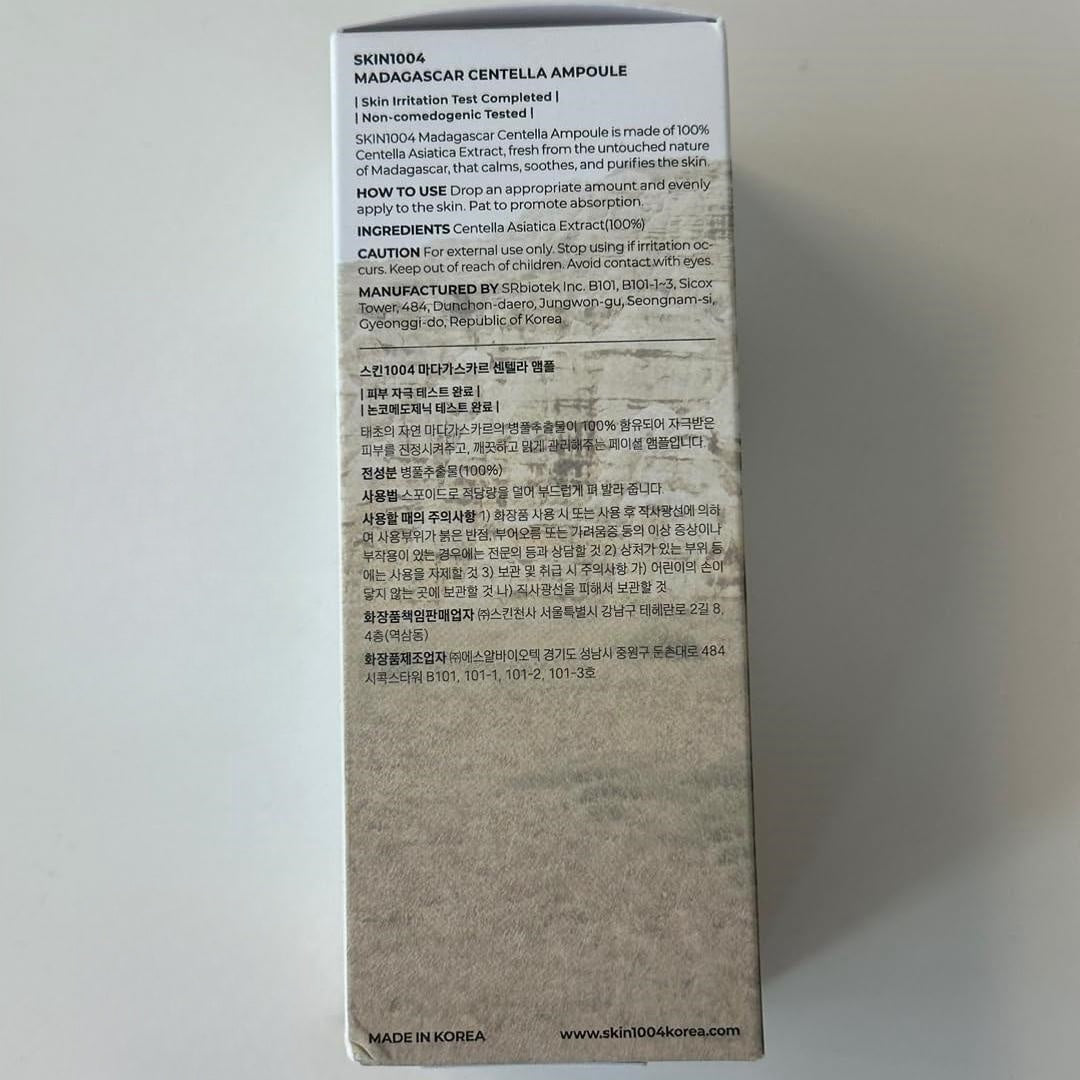 SKIN1004
MADAGASCAR CENTELLA AMPOULE
| Skin Irritation Test Completed |
| Non-comedogenic Tested |
SKIN1004 Madagascar Centella Ampoule is made of 100%
Centella Asiatica Extract, fresh from the untouched nature
of Madagascar, that calms, soothes, and purifies the skin.
HOW TO USE Drop an appropriate amount and evenly
apply to the skin. Pat to promote absorption.
INGREDIENTS Centella Asiatica Extract(100%)
CAUTION For external use only. Stop using if irritation oc-
curs. Keep out of reach of children. Avoid contact with eyes.
MANUFACTURED BY SRbiotek Inc. B101, B101-1~3, Sicox
Tower, 484, Dunchon-daero, Jungwon-gu, Seongnam-si,
Gyeonggi-do, Republic of Korea
스킨1004 마다가스카르 센텔라 앰플
| 피부 자극 테스트 완료 |
| 논코메도제닉 테스트 완료 |
태초의 자연 마다가스카르의 병풀추출물이 100% 함유되어 자극받은
피부를 진정시켜주고, 깨끗하고 맑게 관리해주는 페이셜 앰플입니다.
전성분 병풀추출물(100%)
사용법 스포이드로 적당량을 덜어 부드럽게 펴 발라 줍니다.
사용할 때의 주의사항 1) 화장품 사용 시 또는 사용 후 직사광선에 의하
여 사용부위가 붉은 반점, 부어오름 또는 가려움증 등의 이상 증상이나
부작용이 있는 경우에는 전문의 등과 상담할 것 2) 상처가 있는 부위 등
에는 사용을 자제할 것 3) 보관 및 취급 시 주의사항 가) 어린이의 손이
닿지 않는 곳에 보관할 것 나) 직사광선을 피해서 보관할 것
화장품책임판매업자 ㈜스킨천사 서울특별시 강남구 테헤란로 2길 8,
4층(역삼동)
화장품제조업자 ㈜에스알바이오텍 경기도 성남시 중원구 둔촌대로 484
시콕스타워 B101, 101-1, 101-2, 101-3호
MADE IN KOREA
www.skin1004korea.com